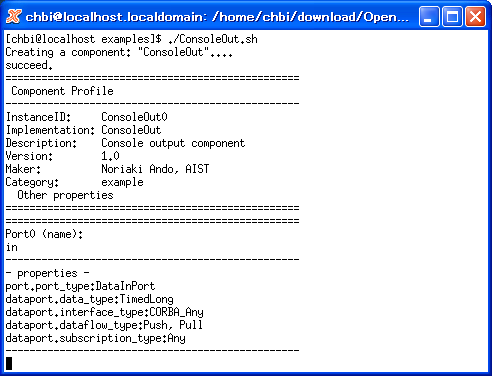 chbi@localhost.localdomain: /home/chbi/download/Open...
[chbi@localhost examples]$ ./ConsoleOut.sh
Creating a component: "ConsoleOut"....
succeed.
=================================================
 Component Profile
-------------------------------------------------
InstanceID:     ConsoleOut0
Implementation: ConsoleOut
Description:    Console output component
Version:        1.0
Maker:          Noriaki Ando, AIST
Category:       example
  Other properties
=================================================
=================================================
Port0 (name):
in
-------------------------------------------------
- properties -
port.port_type:DataInPort
dataport.data_type:TimedLong
dataport.interface_type:CORBA_Any
dataport.dataflow_type:Push, Pull
dataport.subscription_type:Any
-------------------------------------------------